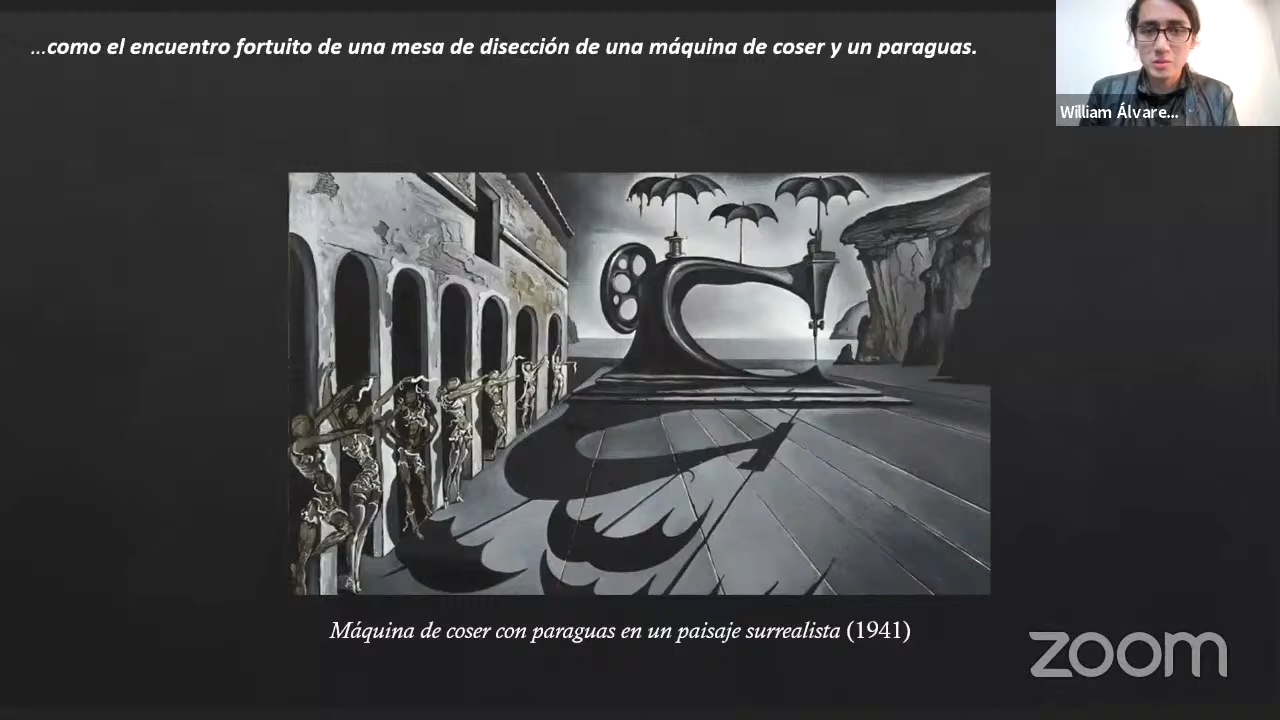 ...como el encuentro fortuito de una mesa de disección de una máquina de coser y un paraguas.
William Álvare...
Máquina de coser con paraguas en un paisaje surrealista (1941)
zoom